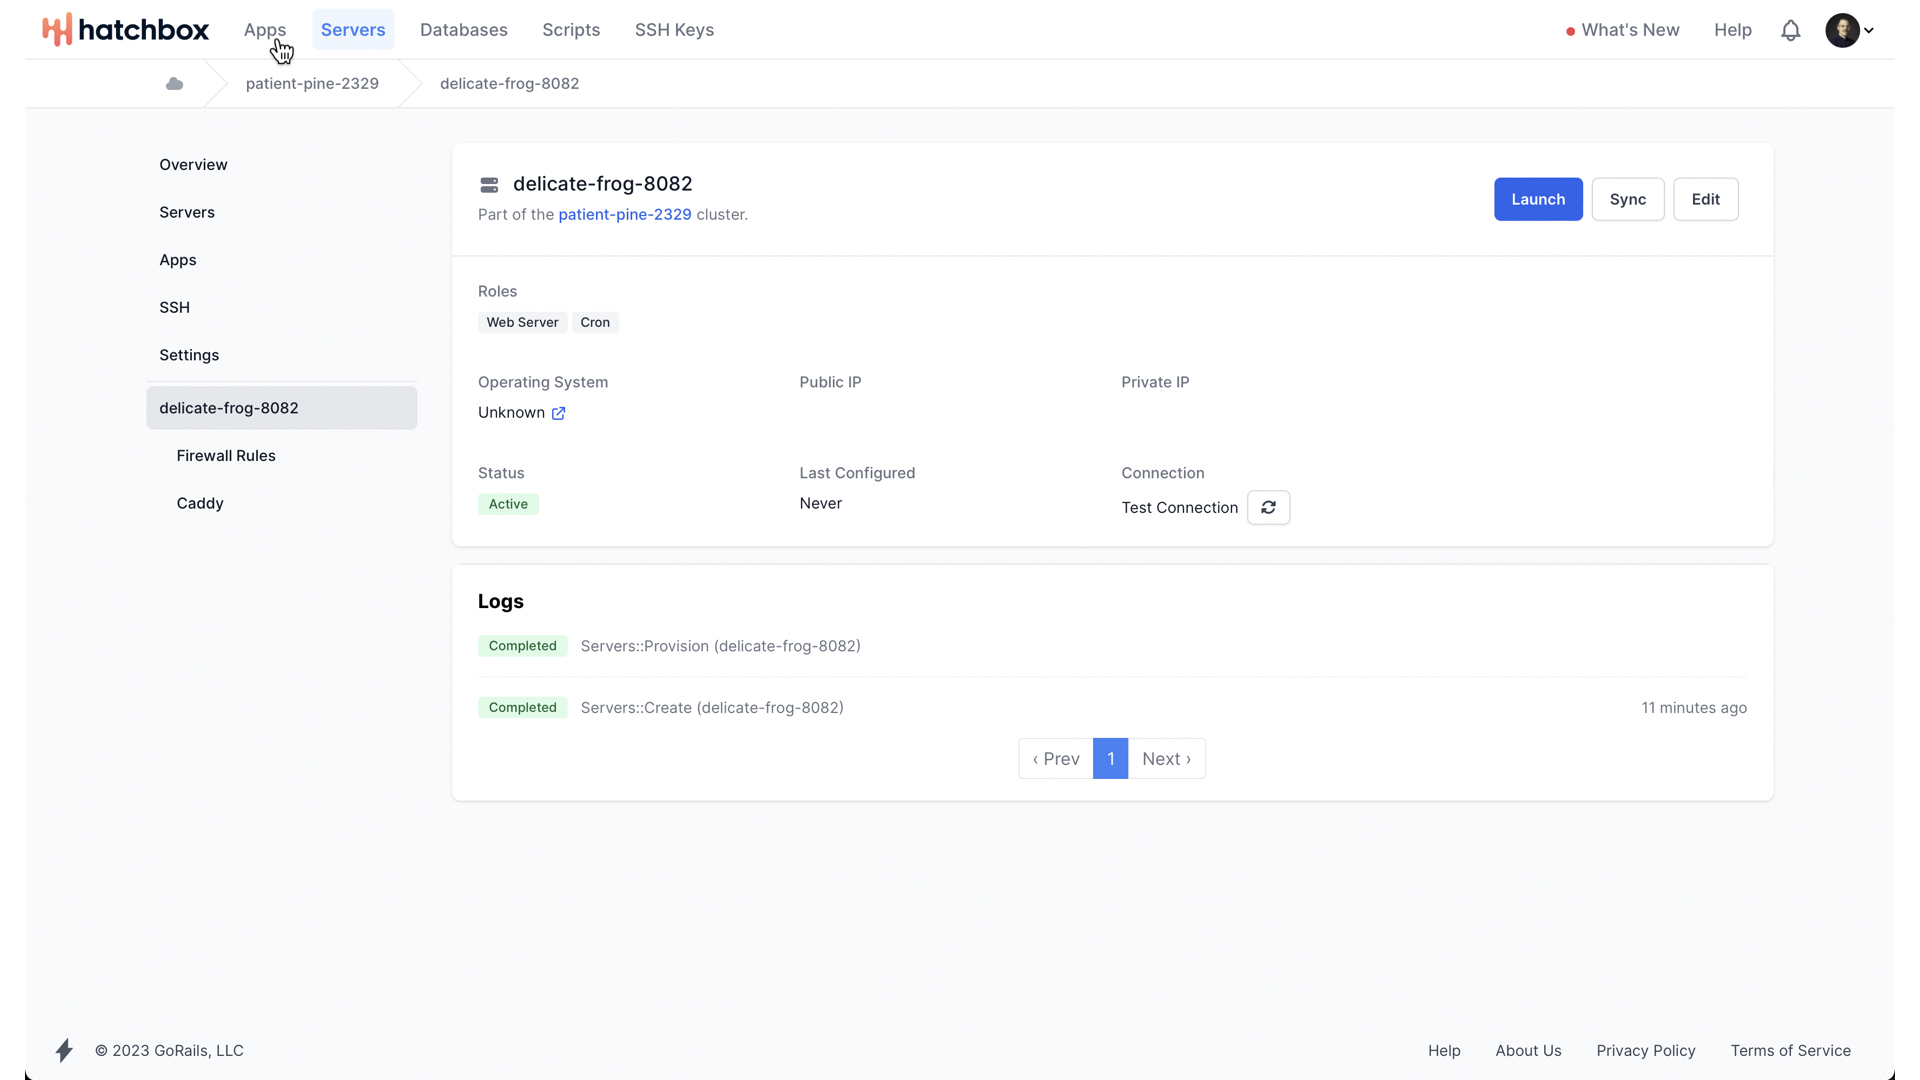 hatchbox Apps Servers Databases Scripts SSH Keys What's New Help
patient-pine-2329 delicate-frog-8082
Overview
Servers
Apps
SSH
Settings
delicate-frog-8082
Firewall Rules
Caddy
delicate-frog-8082
Part of the patient-pine-2329 cluster.
Launch Sync Edit
Roles
Web Server Cron
Operating System Public IP Private IP
Unknown
Status Last Configured Connection
Active Never Test Connection
Logs
Completed Servers::Provision (delicate-frog-8082)
Completed Servers::Create (delicate-frog-8082) 11 minutes ago
‹ Prev 1 Next ›
© 2023 GoRails, LLC Help About Us Privacy Policy Terms of Service